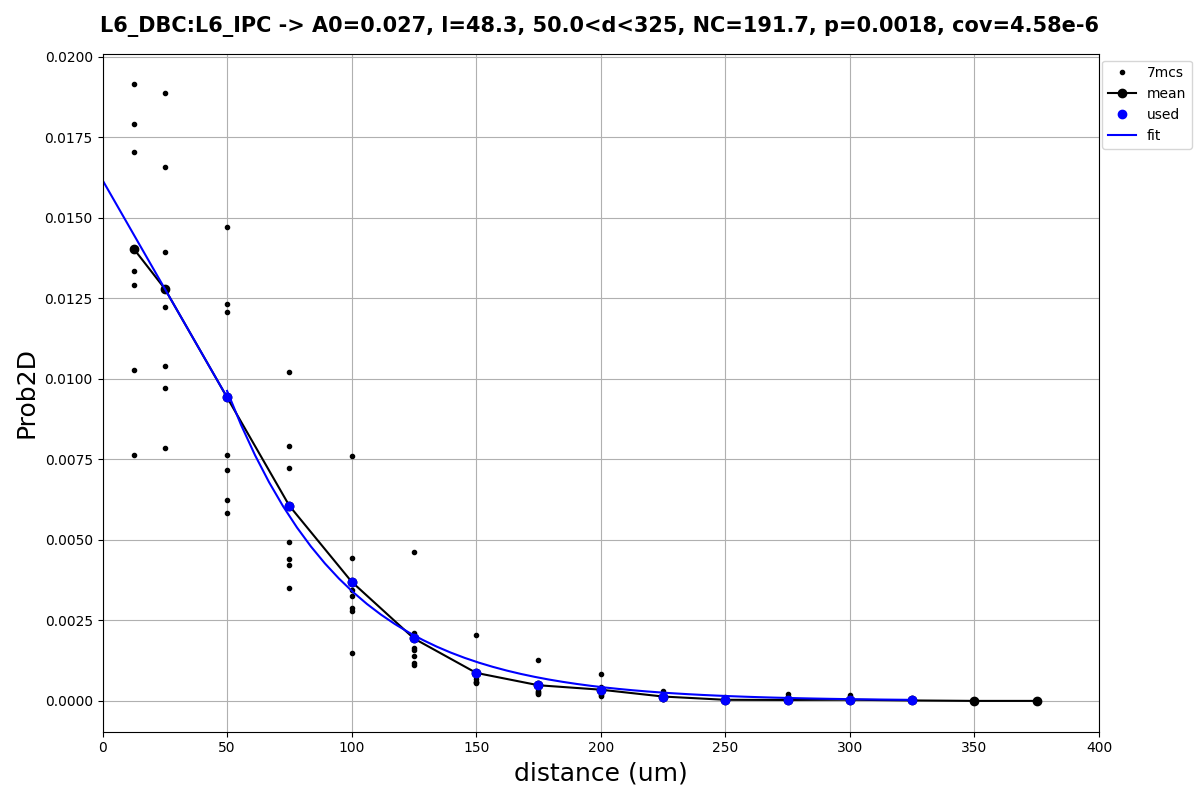 L6_DBC:L6_IPC -> A0=0.027, l=48.3, 50.0<d<325, NC=191.7, p=0.0018, cov=4.58e-6
7mcs
mean
used
fit
Prob2D
0.0200
0.0175
0.0150
0.0125
0.0100
0.0075
0.0050
0.0025
0.0000
0 50 100 150 200 250 300 350 400
distance (um)